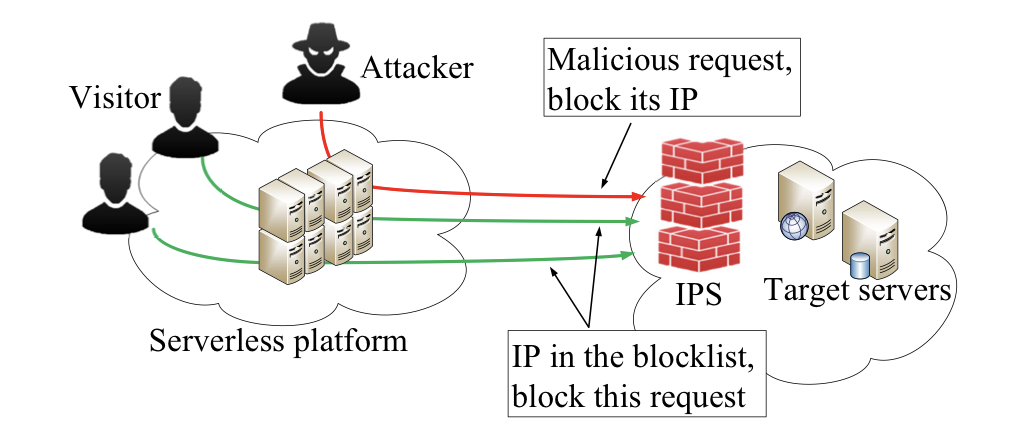 Attacker
Visitor
Malicious request,
block its IP
IPS
Target servers
Serverless platform
IP in the blocklist,
block this request